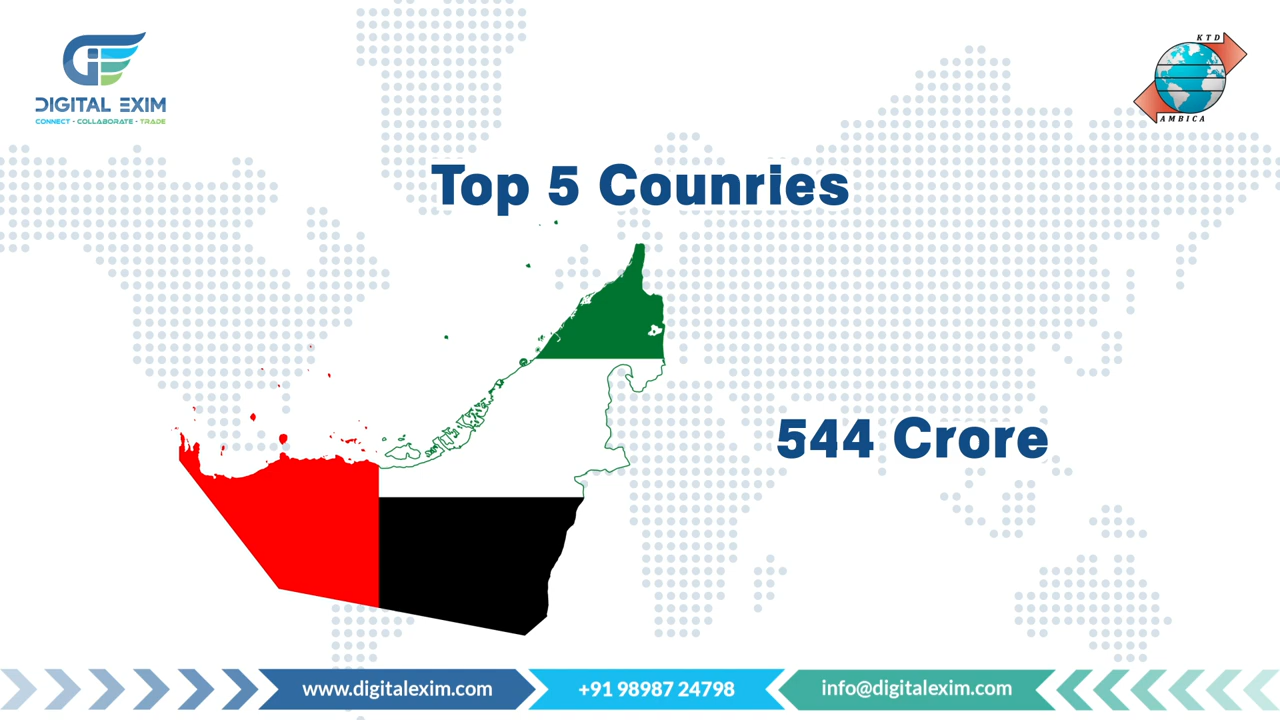 DIGITAL EXIM
CONNECT - COLLABORATE - TRADE
KTD
AMBICA
Top 5 Counries
544 Crore
www.digitalexim.com
+91 98987 24798
info@digitalexim.com